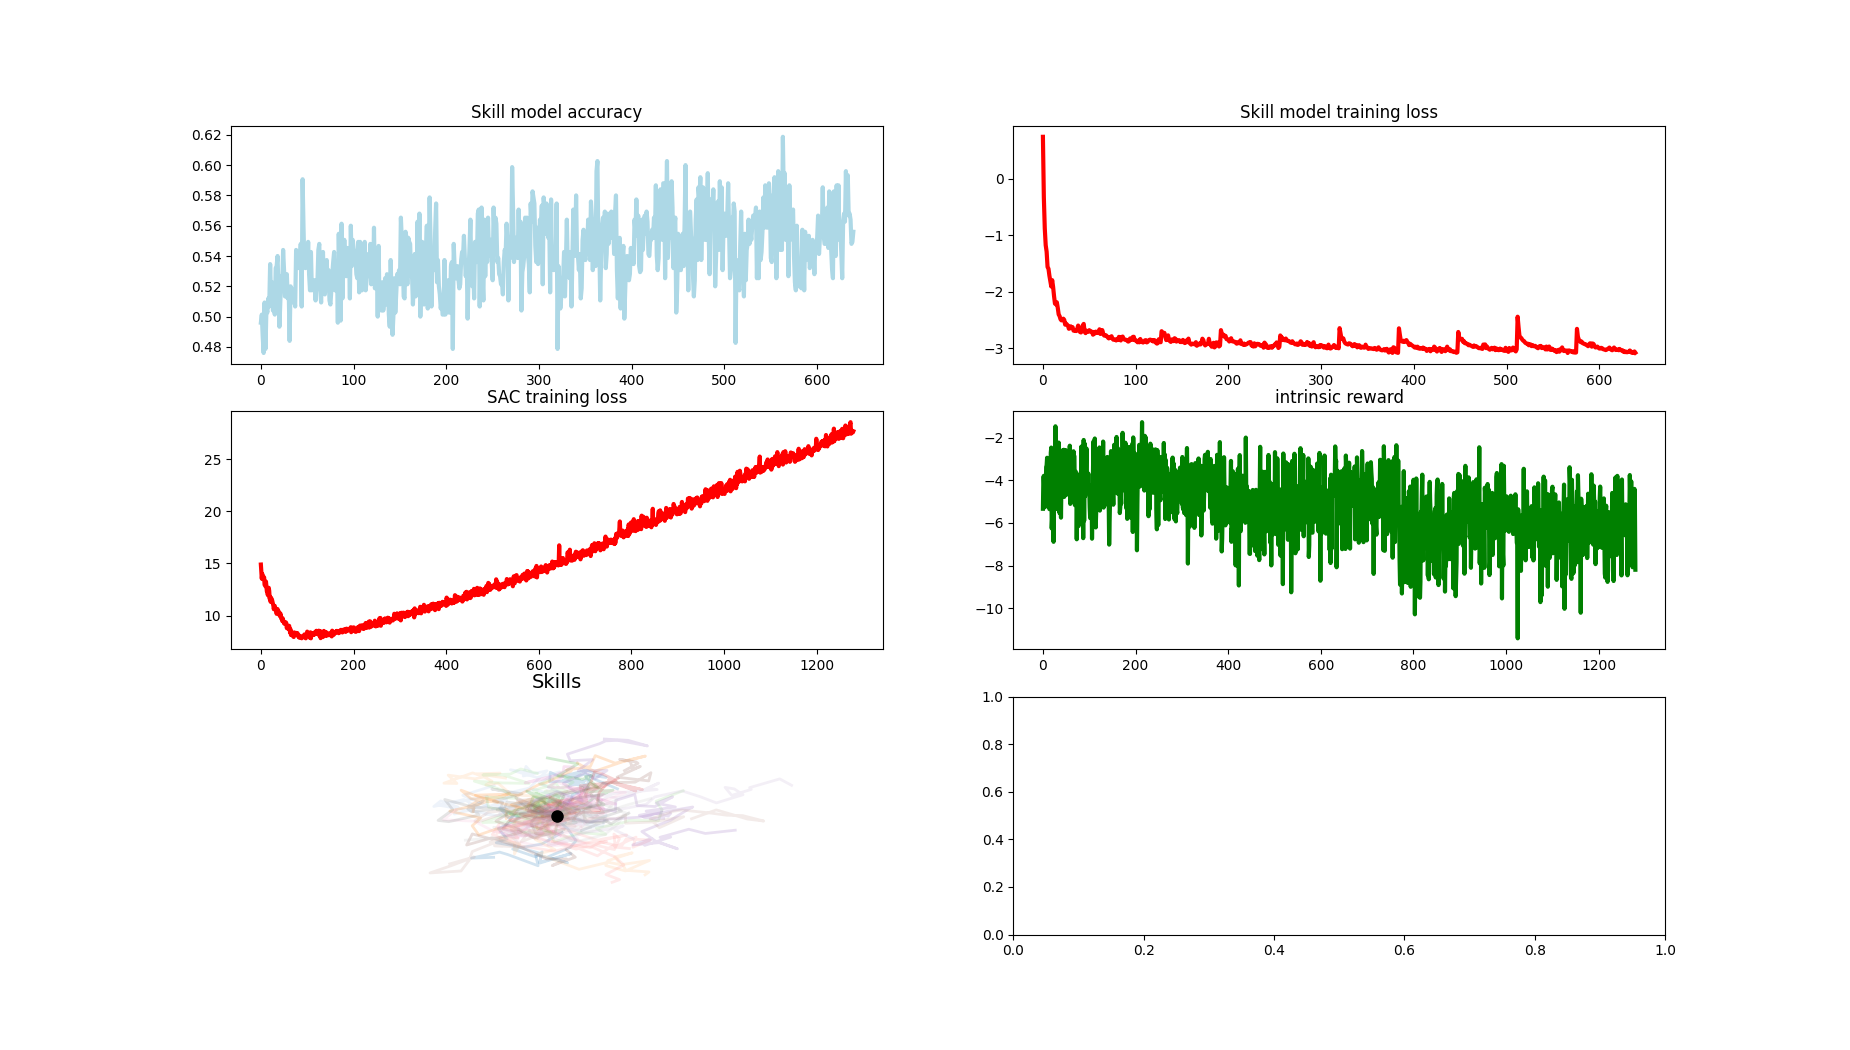 Skill model accuracy
0.62
0.60
0.58
0.56
0.54
0.52
0.50
0.48
0 100 200 300 400 500 600
Skill model training loss
0
−1
−2
−3
0 100 200 300 400 500 600
SAC training loss
25
20
15
10
0 200 400 600 800 1000 1200
intrinsic reward
−2
−4
−6
−8
−10
0 200 400 600 800 1000 1200
Skills
1.0
0.8
0.6
0.4
0.2
0.0
0.0 0.2 0.4 0.6 0.8 1.0